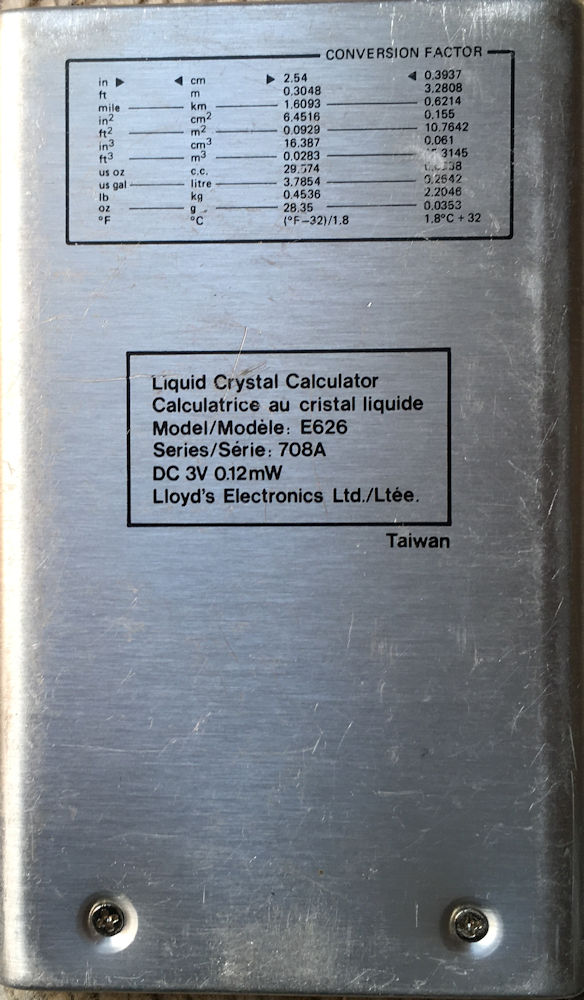 CONVERSION FACTOR
in ▶ ◀ cm ▶ 2.54 ◀ 0.3937
ft m 0.3048 3.2808
mile km 1.6093 0.6214
in² cm² 6.4516 0.155
ft² m² 0.0929 10.7642
in³ cm³ 16.387 0.061
ft³ m³ 0.0283
us oz c.c. 29.574
us gal litre 3.7854 0.2642
lb kg 0.4536 2.2046
oz g 28.35 0.0353
°F °C (°F–32)/1.8 1.8°C + 32
Liquid Crystal Calculator
Calculatrice au cristal liquide
Model/Modèle: E626
Series/Série: 708A
DC 3V 0.12mW
Lloyd's Electronics Ltd./Ltée.
Taiwan